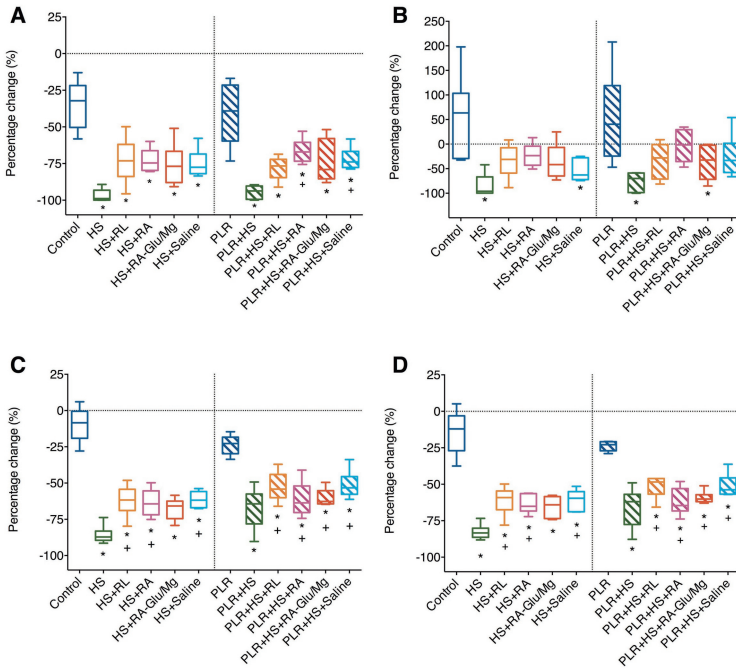 A
Percentage change (%)
25
0
-25
-50
-75
-100
* * * * * * * * + * * +
Control HS HS+RL HS+RA HS+RA-Glu/Mg HS+Saline PLR PLR+HS PLR+HS+RL PLR+HS+RA PLR+HS+RA-Glu/Mg PLR+HS+Saline
B
Percentage change (%)
250
200
150
100
50
0
-50
-100
* * * *
Control HS HS+RL HS+RA HS+RA-Glu/Mg HS+Saline PLR PLR+HS PLR+HS+RL PLR+HS+RA PLR+HS+RA-Glu/Mg PLR+HS+Saline
C
Percentage change (%)
25
0
-25
-50
-75
-100
* * + * + * * + * * + * + * + * +
Control HS HS+RL HS+RA HS+RA-Glu/Mg HS+Saline PLR PLR+HS PLR+HS+RL PLR+HS+RA PLR+HS+RA-Glu/Mg PLR+HS+Saline
D
Percentage change (%)
25
0
-25
-50
-75
-100
* * + * + * * + * * + * + * + * +
Control HS HS+RL HS+RA HS+RA-Glu/Mg HS+Saline PLR PLR+HS PLR+HS+RL PLR+HS+RA PLR+HS+RA-Glu/Mg PLR+HS+Saline